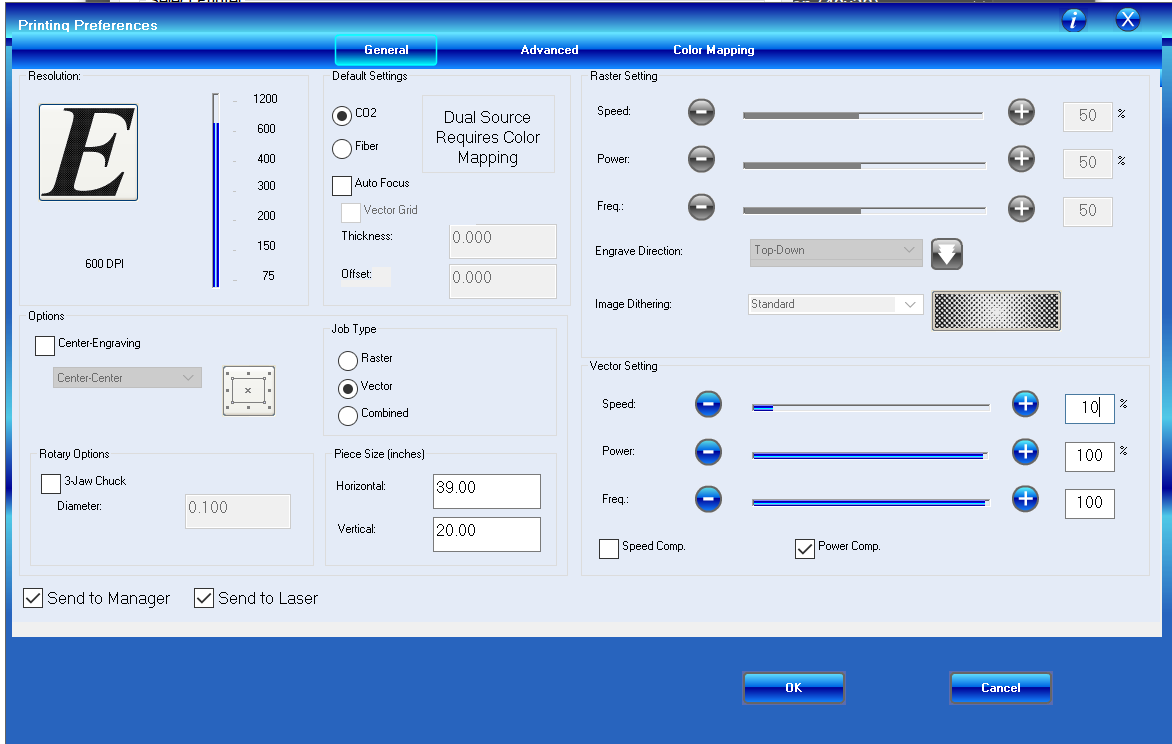 Printing Preferences
i X
General Advanced Color Mapping
Resolution:
E
1200
600
400
300
200
150
75
600 DPI
Default Settings
CO2
Fiber
Dual Source
Requires Color
Mapping
Auto Focus
Vector Grid
Thickness: 0.000
Offset: 0.000
Raster Setting
Speed: 50 %
Power: 50 %
Freq.: 50
Engrave Direction: Top-Down
Image Dithering: Standard
Options
Center-Engraving
Center-Center
Job Type
Raster
Vector
Combined
Rotary Options
3-Jaw Chuck
Diameter: 0.100
Piece Size (inches)
Horizontal: 39.00
Vertical: 20.00
Vector Setting
Speed: 10 %
Power: 100 %
Freq.: 100
Speed Comp. Power Comp.
Send to Manager Send to Laser
OK Cancel